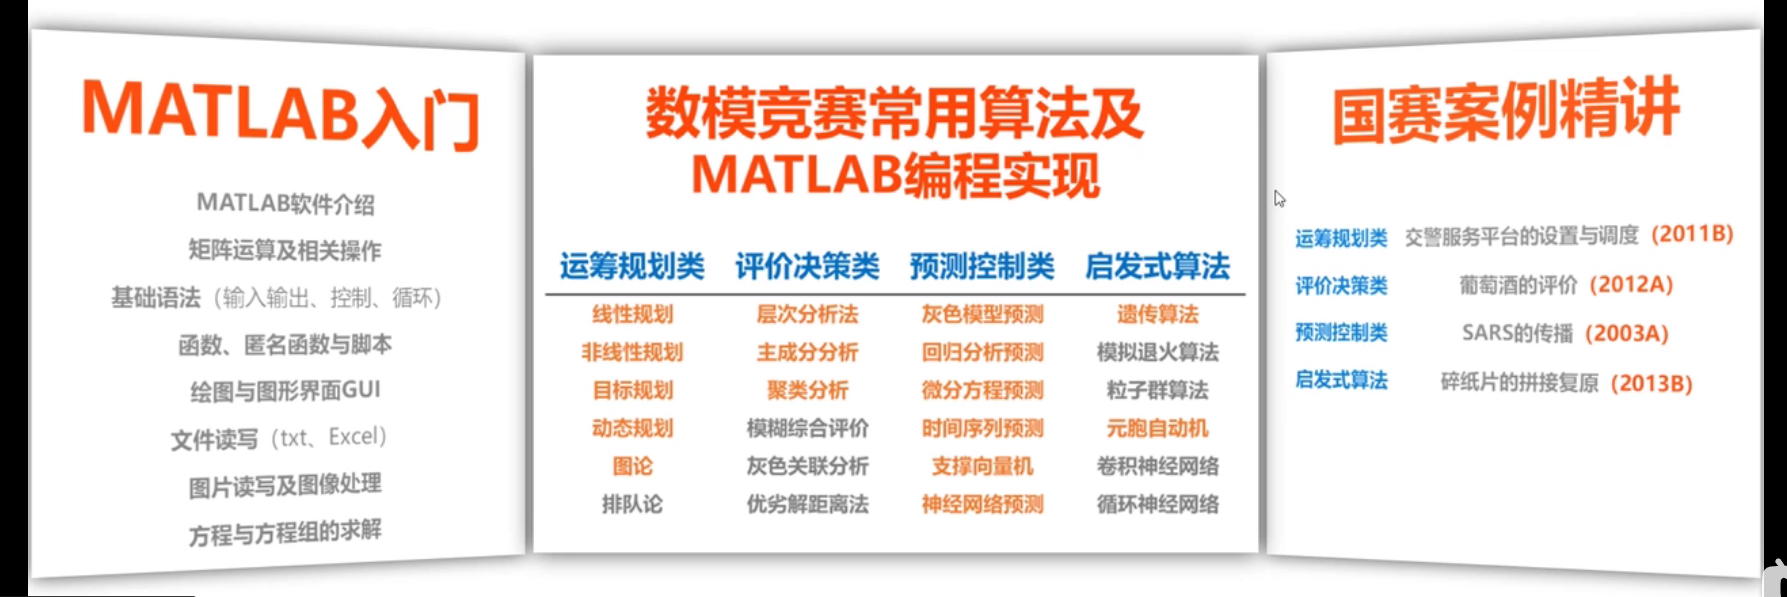 MATLAB入门
MATLAB软件介绍
矩阵运算及相关操作
基础语法（输入输出、控制、循环）
函数、匿名函数与脚本
绘图与图形界面GUI
文件读写（txt、Excel）
图片读写及图像处理
方程与方程组的求解
数模竞赛常用算法及
MATLAB编程实现
运筹规划类 评价决策类 预测控制类 启发式算法
线性规划 层次分析法 灰色模型预测 遗传算法
非线性规划 主成分分析 回归分析预测 模拟退火算法
目标规划 聚类分析 微分方程预测 粒子群算法
动态规划 模糊综合评价 时间序列预测 元胞自动机
图论 灰色关联分析 支撑向量机 卷积神经网络
排队论 优劣解距离法 神经网络预测 循环神经网络
国赛案例精讲
运筹规划类 交警服务平台的设置与调度（2011B）
评价决策类 葡萄酒的评价（2012A）
预测控制类 SARS的传播（2003A）
启发式算法 碎纸片的拼接复原（2013B）